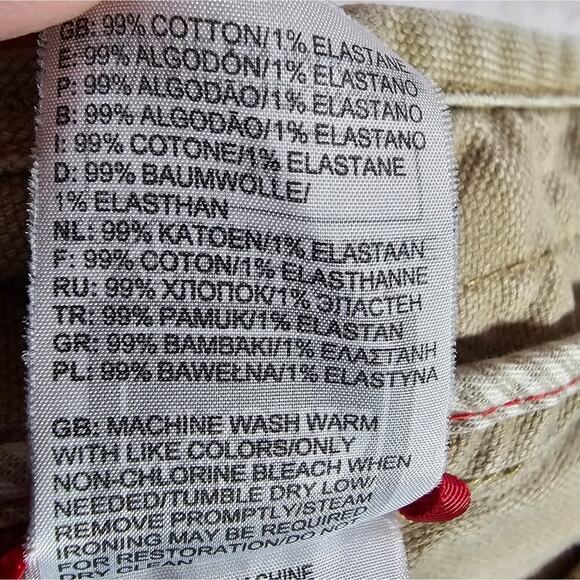 GB: 99% COTTON/1% ELASTANE
E: 99% ALGODÓN/1% ELASTANO
P: 99% ALGODÃO/1% ELASTANO
B: 99% ALGODÃO/1% ELASTANO
I: 99% COTONE/1% ELASTANE
D: 99% BAUMWOLLE/
1% ELASTHAN
NL: 99% KATOEN/1% ELASTAAN
F: 99% COTON/1% ELASTHANNE
RU: 99% ХЛОПОК/1% ЭЛАСТЕН
TR: 99% PAMUK/1% ELASTAN
GR: 99% ΒΑΜΒΑΚΙ/1% ΕΛΑΣΤΑΝΗ
PL: 99% BAWEŁNA/1% ELASTYNA
GB: MACHINE WASH WARM
WITH LIKE COLORS/ONLY
NON-CHLORINE BLEACH WHEN
NEEDED/TUMBLE DRY LOW/
REMOVE PROMPTLY/STEAM
IRONING MAY BE REQUIRED
FOR RESTORATION/DO NOT
DRY CLEAN
MACHINE